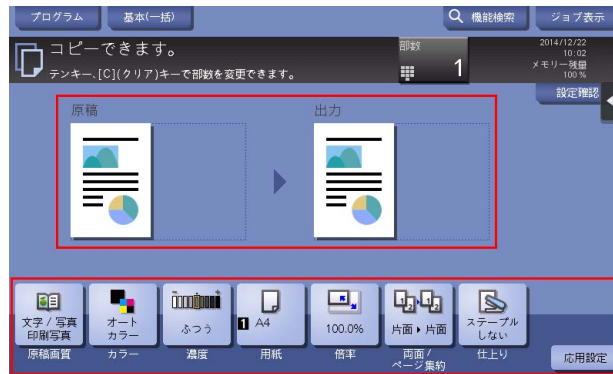 プログラム
基本(一括)
機能検索
ジョブ表示
コピーできます。
テンキー、[C](クリア)キーで部数を変更できます。
部数
1
2014/12/22
10:02
メモリー残量
100 %
設定確認
原稿
出力
文字 / 写真
印刷写真
オート
カラー
ふつう
1 A4
100.0%
1 2 1 2
片面 ▸ 片面
ステープル
しない
原稿画質
カラー
濃度
用紙
倍率
両面 /
ページ集約
仕上り
応用設定